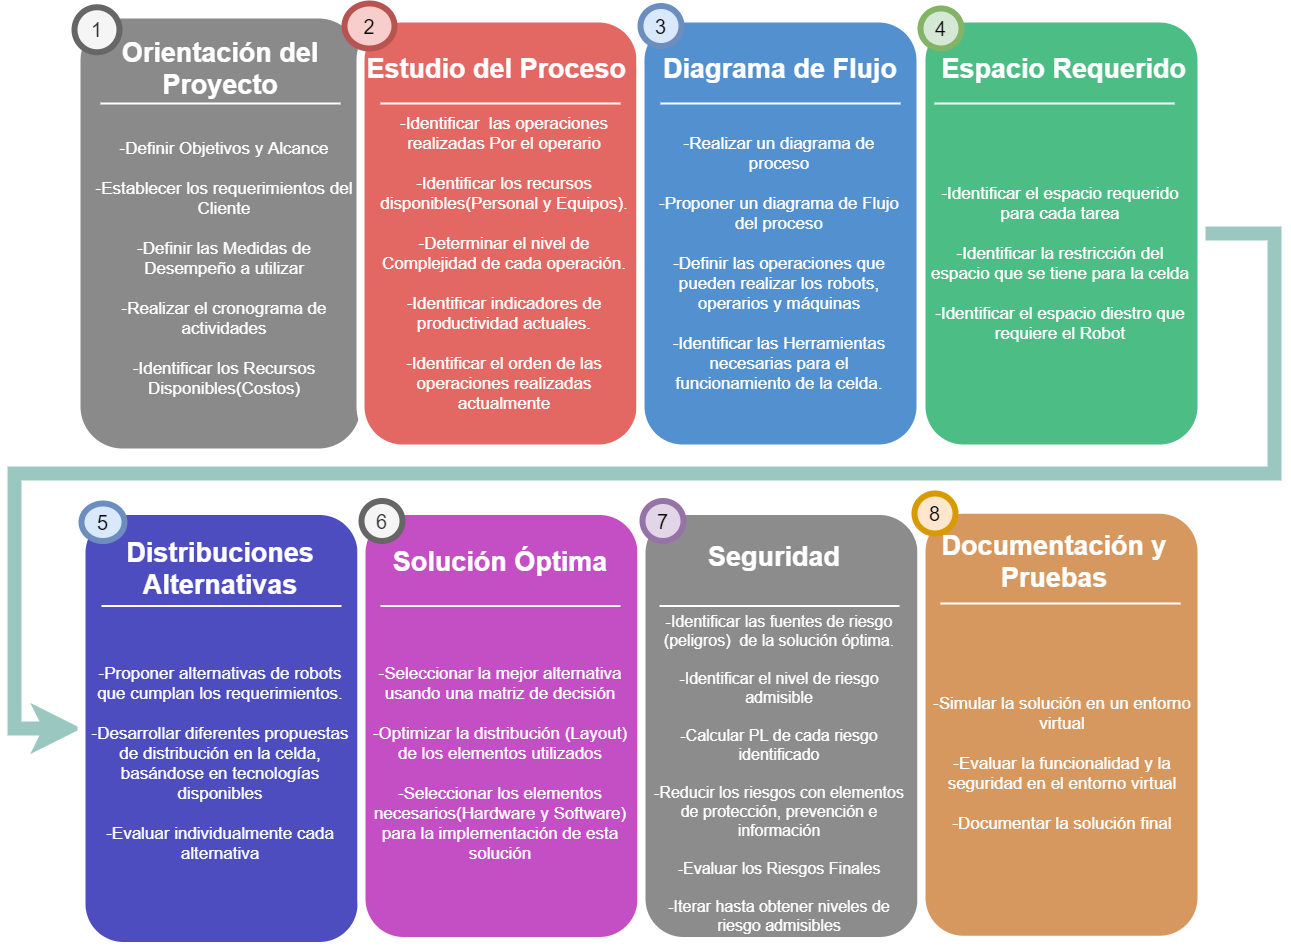 1
Orientación del
Proyecto
-Definir Objetivos y Alcance
-Establecer los requerimientos del
Cliente
-Definir las Medidas de
Desempeño a utilizar
-Realizar el cronograma de
actividades
-Identificar los Recursos
Disponibles(Costos)
2
Estudio del Proceso
-Identificar las operaciones
realizadas Por el operario
-Identificar los recursos
disponibles(Personal y Equipos).
-Determinar el nivel de
Complejidad de cada operación.
-Identificar indicadores de
productividad actuales.
-Identificar el orden de las
operaciones realizadas
actualmente
3
Diagrama de Flujo
-Realizar un diagrama de
proceso
-Proponer un diagrama de Flujo
del proceso
-Definir las operaciones que
pueden realizar los robots,
operarios y máquinas
-Identificar las Herramientas
necesarias para el
funcionamiento de la celda.
4
Espacio Requerido
-Identificar el espacio requerido
para cada tarea
-Identificar la restricción del
espacio que se tiene para la celda
-Identificar el espacio diestro que
requiere el Robot
5
Distribuciones
Alternativas
-Proponer alternativas de robots
que cumplan los requerimientos.
-Desarrollar diferentes propuestas
de distribución en la celda,
basándose en tecnologías
disponibles
-Evaluar individualmente cada
alternativa
6
Solución Óptima
-Seleccionar la mejor alternativa
usando una matriz de decisión
-Optimizar la distribución (Layout)
de los elementos utilizados
-Seleccionar los elementos
necesarios(Hardware y Software)
para la implementación de esta
solución
7
Seguridad
-Identificar las fuentes de riesgo
(peligros) de la solución óptima.
-Identificar el nivel de riesgo
admisible
-Calcular PL de cada riesgo
identificado
-Reducir los riesgos con elementos
de protección, prevención e
información
-Evaluar los Riesgos Finales
-Iterar hasta obtener niveles de
riesgo admisibles
8
Documentación y
Pruebas
-Simular la solución en un entorno
virtual
-Evaluar la funcionalidad y la
seguridad en el entorno virtual
-Documentar la solución final